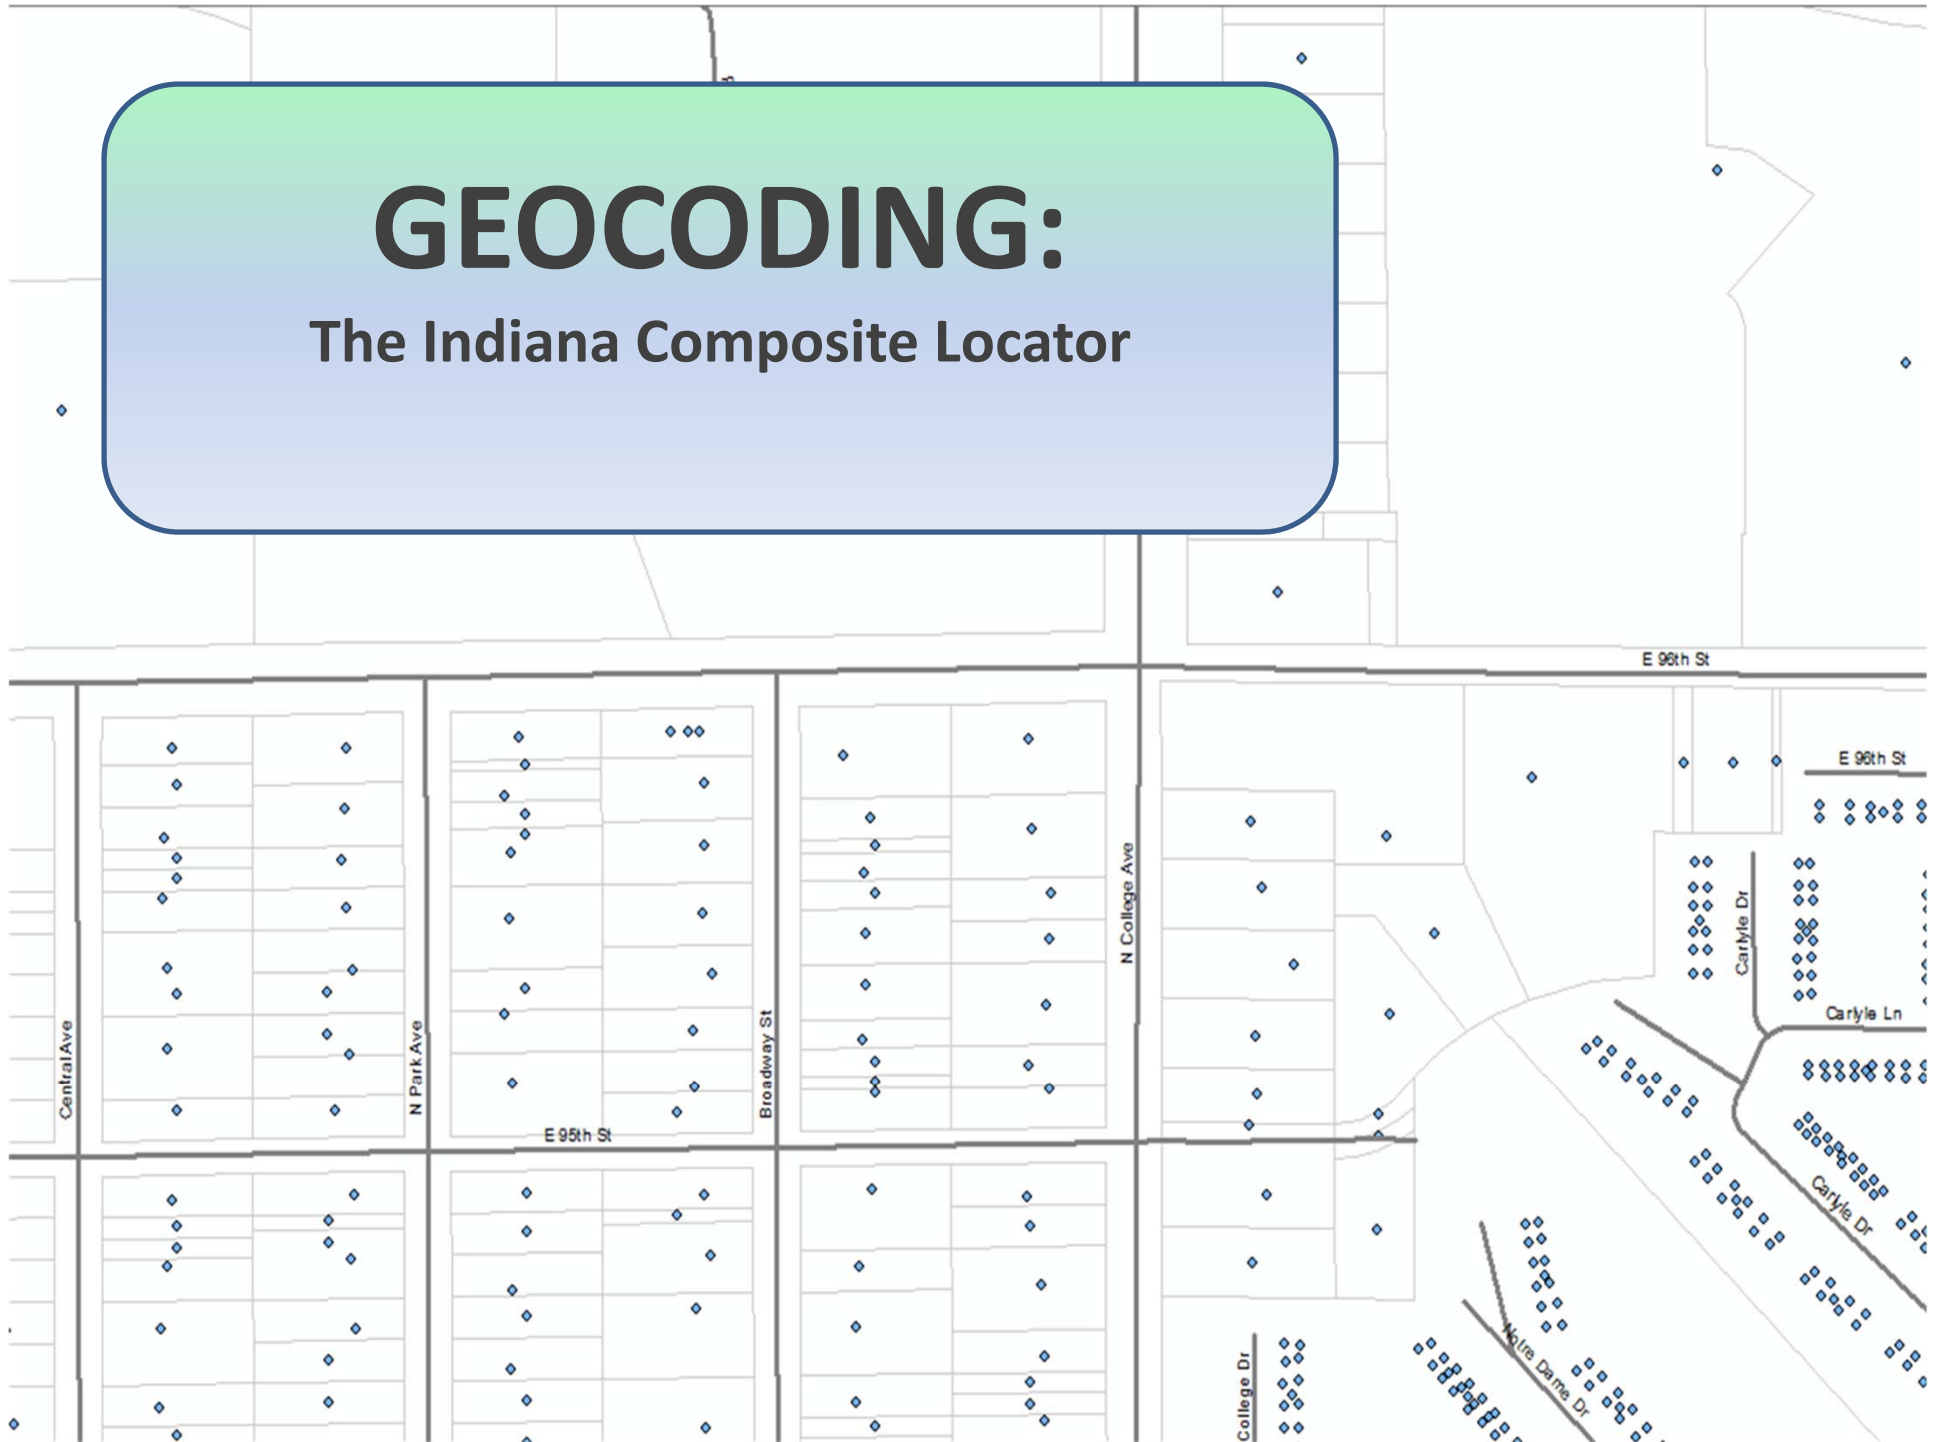 GEOCODING:
The Indiana Composite Locator
E 96th St
E 96th St
N College Ave
Carlyle Dr
Carlyle Ln
Central Ave
N Park Ave
Broadway St
E 95th St
Carlyle Dr
Notre Dame Dr
College Dr